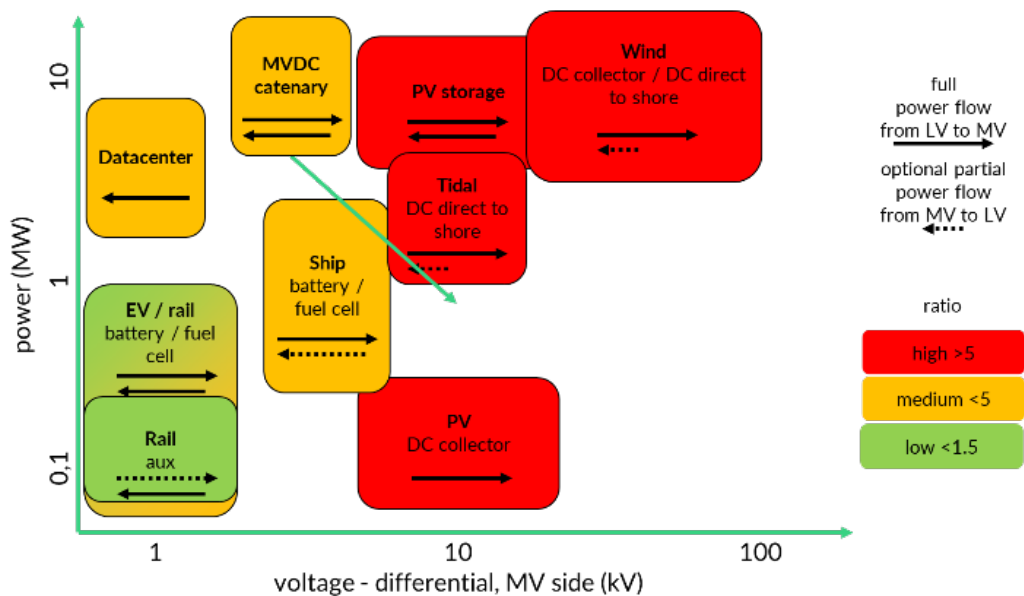 power (MW)
10
1
0,1
Datacenter
MVDC
catenary
PV storage
Wind
DC collector / DC direct
to shore
Tidal
DC direct to
shore
Ship
battery /
fuel cell
EV / rail
battery / fuel
cell
Rail
aux
PV
DC collector
1
10
100
voltage - differential, MV side (kV)
full
power flow
from LV to MV
optional partial
power flow
from MV to LV
ratio
high >5
medium <5
low <1.5